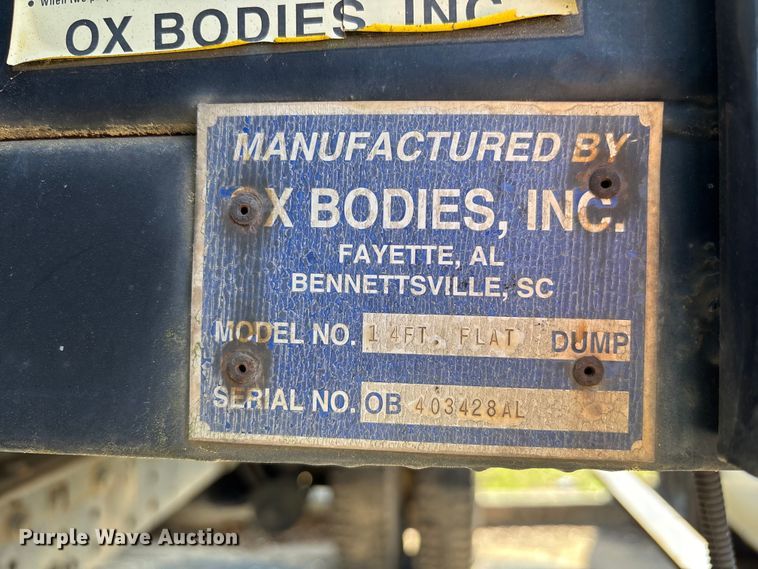 OX BODIES, INC.
MANUFACTURED BY
OX BODIES, INC.
FAYETTE, AL
BENNETTSVILLE, SC
MODEL NO. 14FT. FLAT DUMP
SERIAL NO. OB 403428AL
Purple Wave Auction